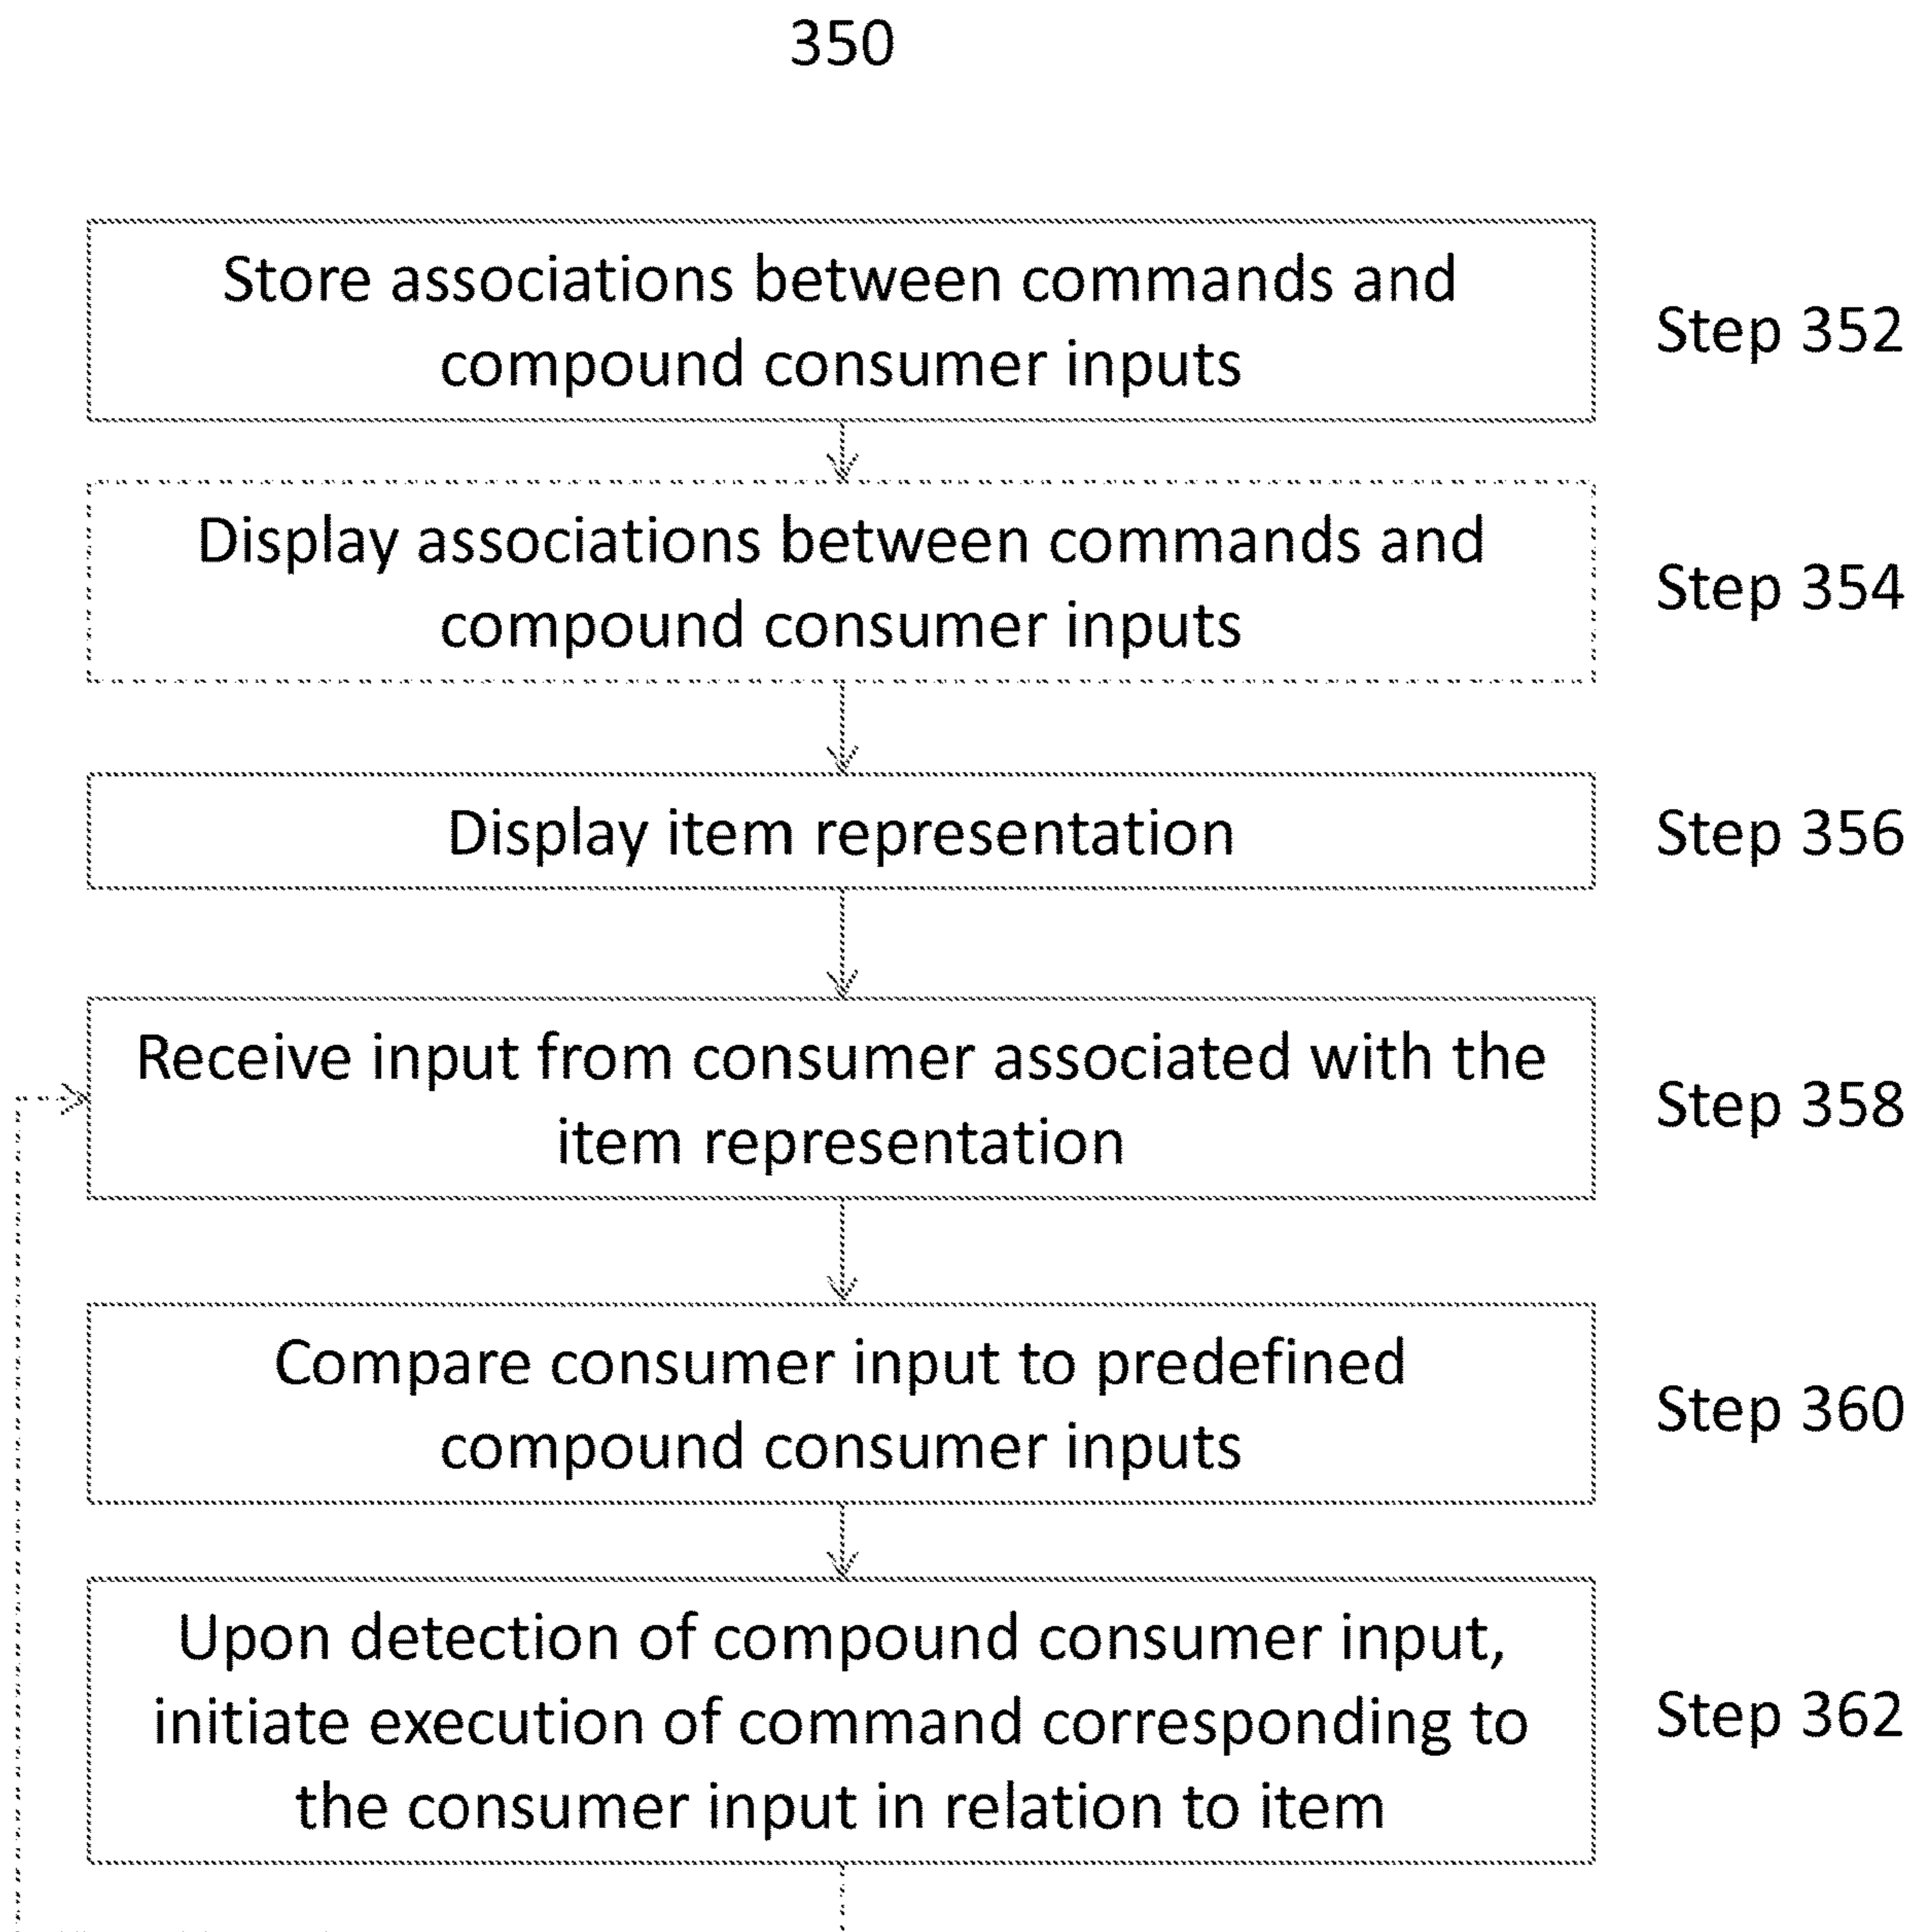 350
Store associations between commands and
compound consumer inputs
Step 352
Display associations between commands and
compound consumer inputs
Step 354
Display item representation
Step 356
Receive input from consumer associated with the
item representation
Step 358
Compare consumer input to predefined
compound consumer inputs
Step 360
Upon detection of compound consumer input,
initiate execution of command corresponding to
the consumer input in relation to item
Step 362